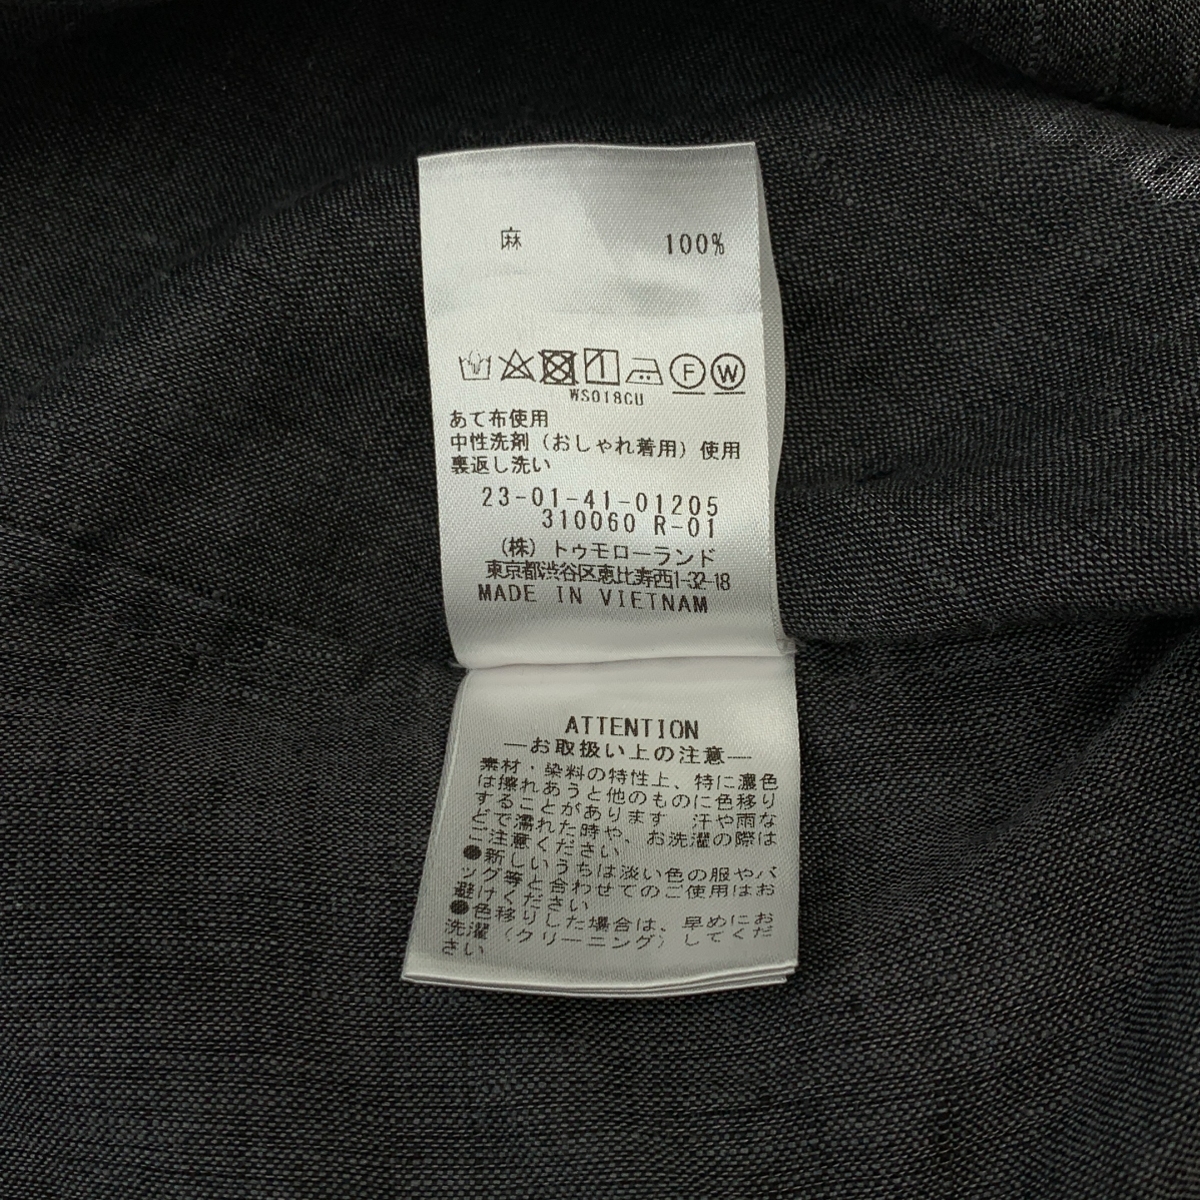 麻 100%
F W
WS018CU
あて布使用
中性洗剤（おしゃれ着用）使用
裏返し洗い
23-01-41-01205
310060 R-01
（株）トゥモローランド
東京都渋谷区恵比寿西1-32-18
MADE IN VIETNAM
ATTENTION
―お取扱い上の注意―
素材・染料の特性上、特に濃色
は擦れあうと他のものに色移り
することがあります 汗や雨な
どで濡れた時や、お洗濯の際は
ご注意ください
●新しいうちは淡い色の服やバ
ッグ等と合わせてのご使用はお
避けください
●色移りした場合は、早めにお
洗濯（クリーニング）してくだ
さい